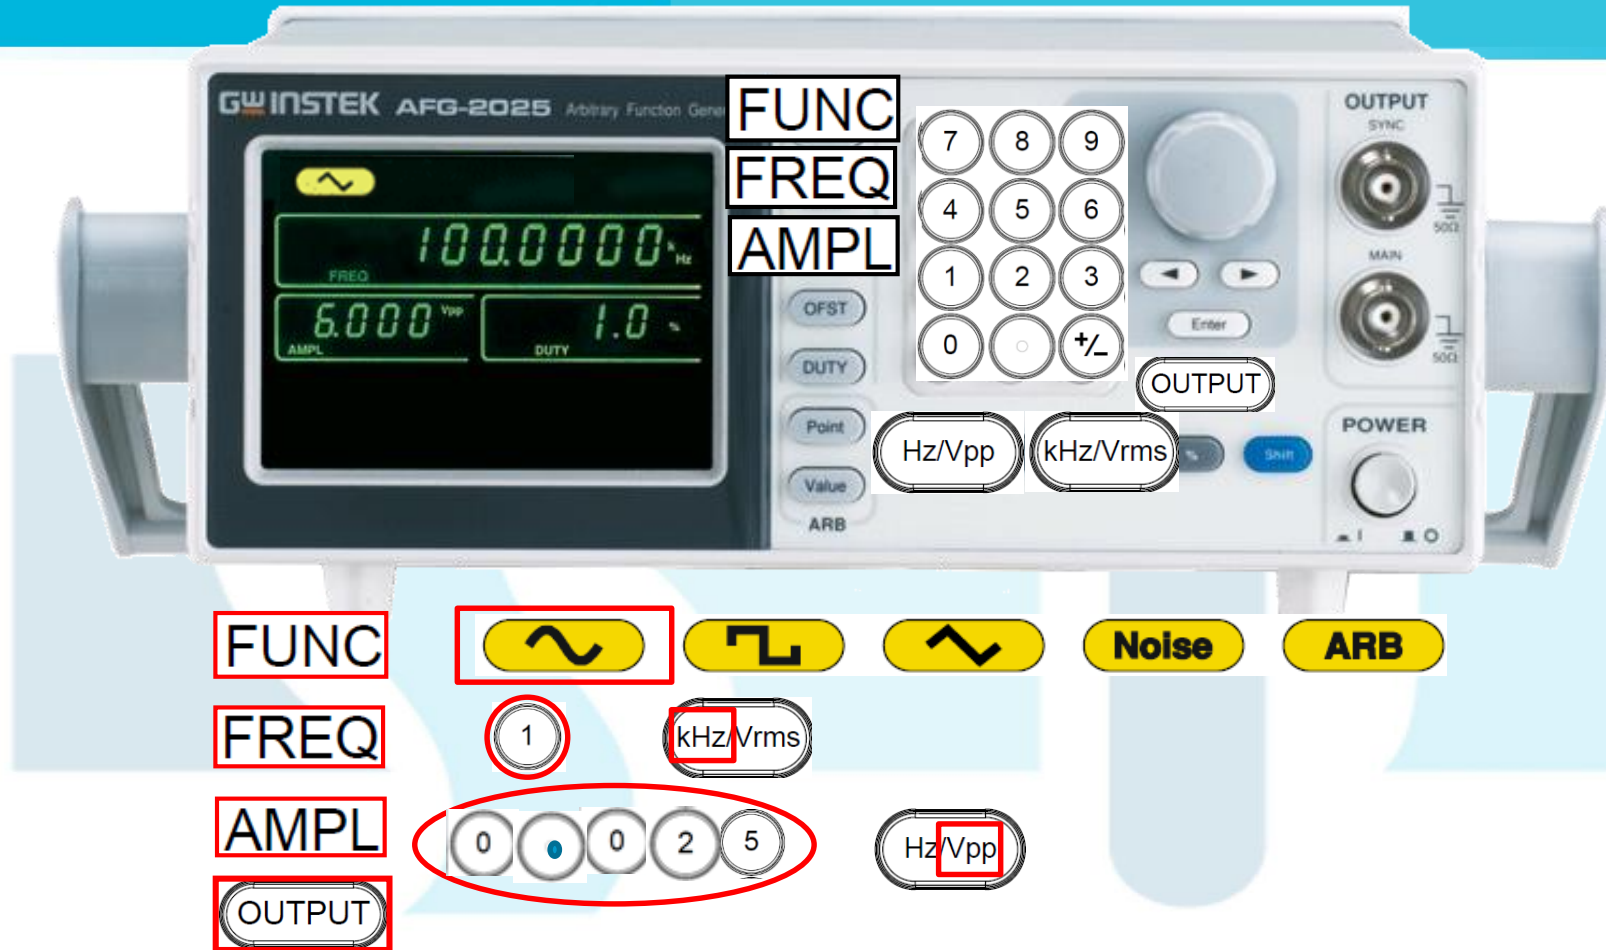 GW INSTEK AFG-2025 Arbitrary Function Gene
FUNC
FREQ
AMPL
OFST
DUTY
Point
Value
ARB
100.0000 k Hz
FREQ
6.000 Vpp
AMPL
1.0 %
DUTY
7 8 9
4 5 6
1 2 3
0 +/-
Enter
OUTPUT
Hz/Vpp kHz/Vrms % Shift
OUTPUT
SYNC
50Ω
MAIN
50Ω
POWER
I O
FUNC Noise ARB
FREQ 1 kHz/Vrms
AMPL 0 . 0 2 5 Hz/Vpp
OUTPUT